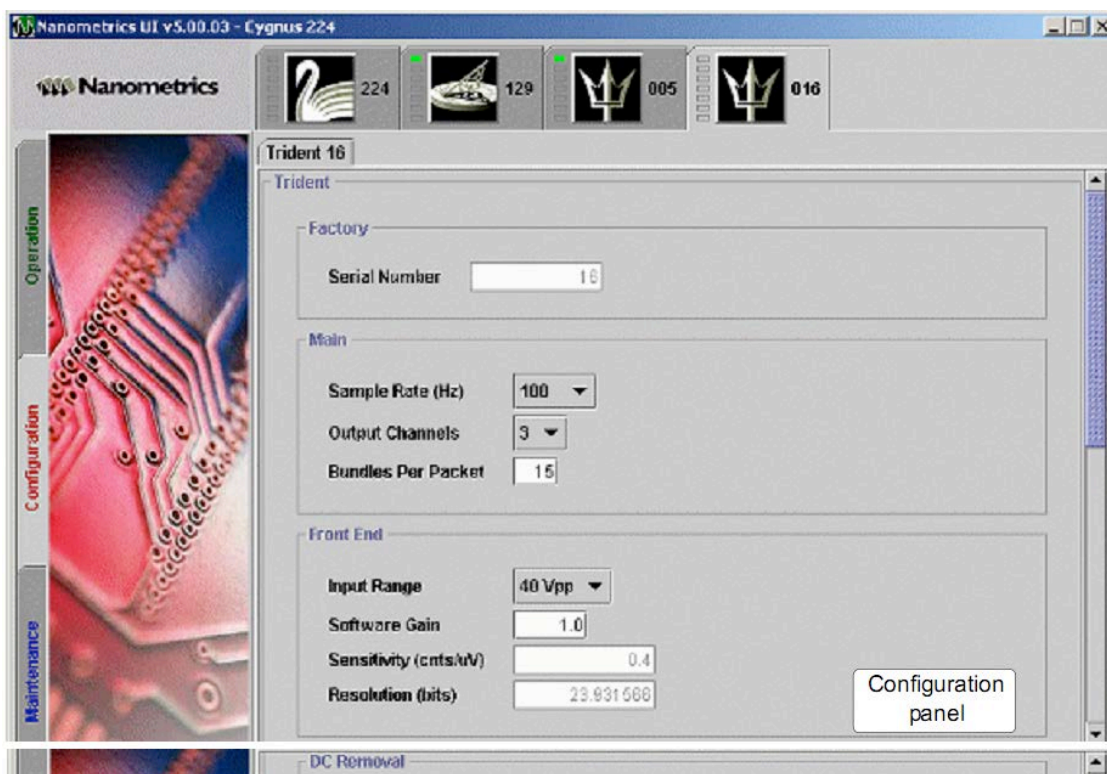 Nanometrics UI v5.00.03 - Cygnus 224
Nanometrics
224
129
005
016
Trident 16
Operation
Configuration
Maintenance
Trident
Factory
Serial Number 16
Main
Sample Rate (Hz) 100
Output Channels 3
Bundles Per Packet 15
Front End
Input Range 40 Vpp
Software Gain 1.0
Sensitivity (cnts/uV) 0.4
Resolution (bits) 23.931566
Configuration
panel
DC Removal